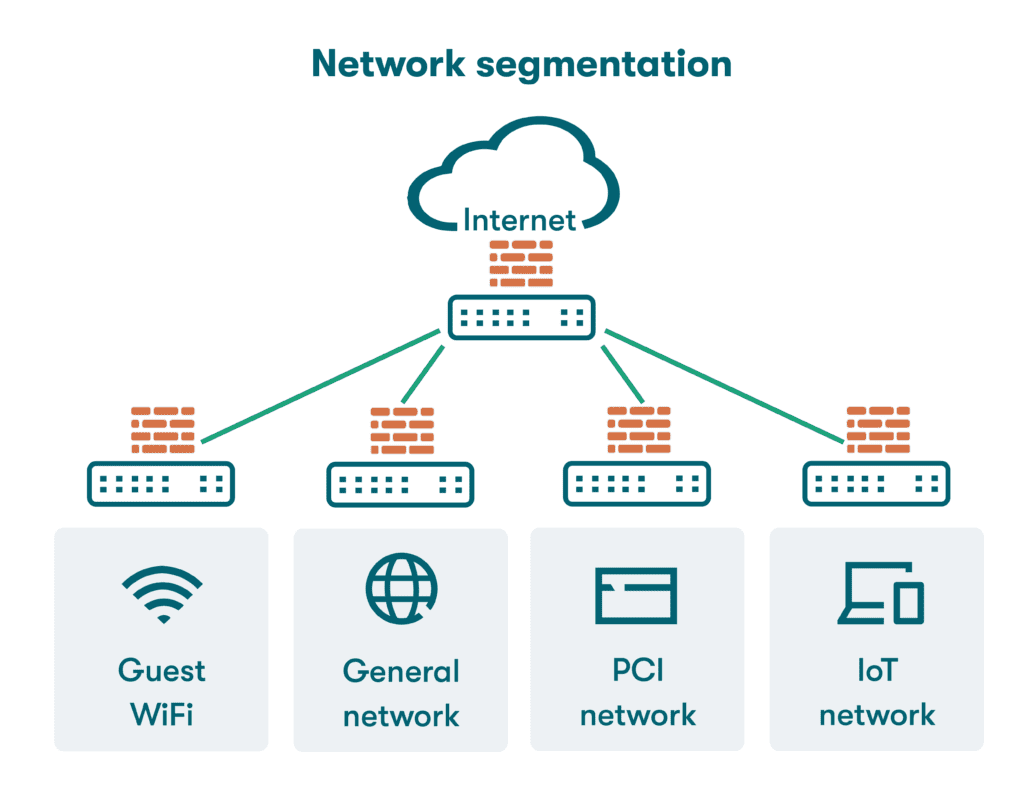 Network segmentation
Internet
Guest
WiFi
General
network
PCI
network
IoT
network